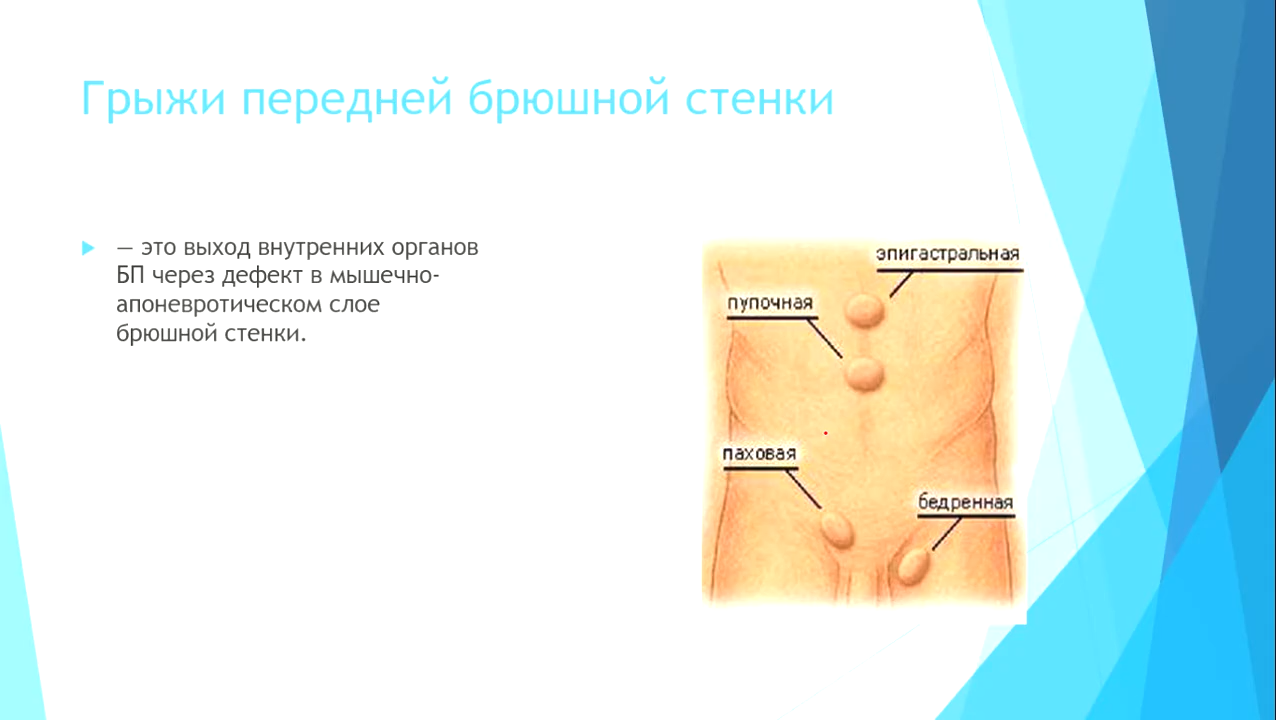 Грыжи передней брюшной стенки
— это выход внутренних органов
БП через дефект в мышечно-
апоневротическом слое
брюшной стенки.
эпигастральная
пупочная
паховая
бедренная